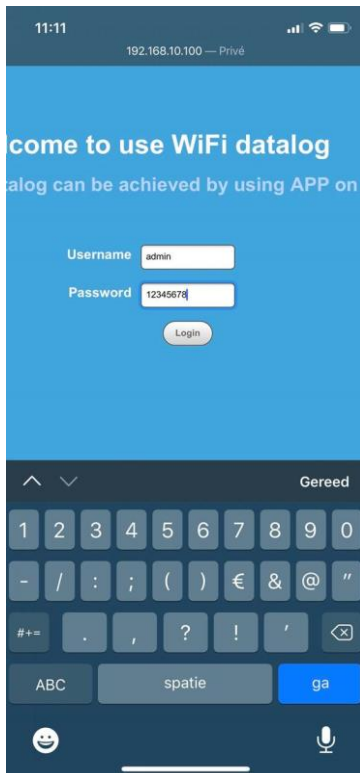 11:11
192.168.10.100 — Privé
lcome to use WiFi datalog
talog can be achieved by using APP on
Username admin
Password 12345678
Login
Gereed
1 2 3 4 5 6 7 8 9 0
- / : ; ( ) € & @ "
#+= . , ? ! '
ABC spatie ga